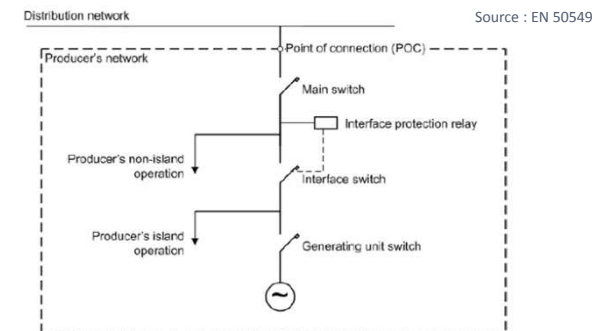 Distribution network
Source : EN 50549
Point of connection (POC)
Producer's network
Main switch
Interface protection relay
Producer's non-island
operation
Interface switch
Producer's island
operation
Generating unit switch
~